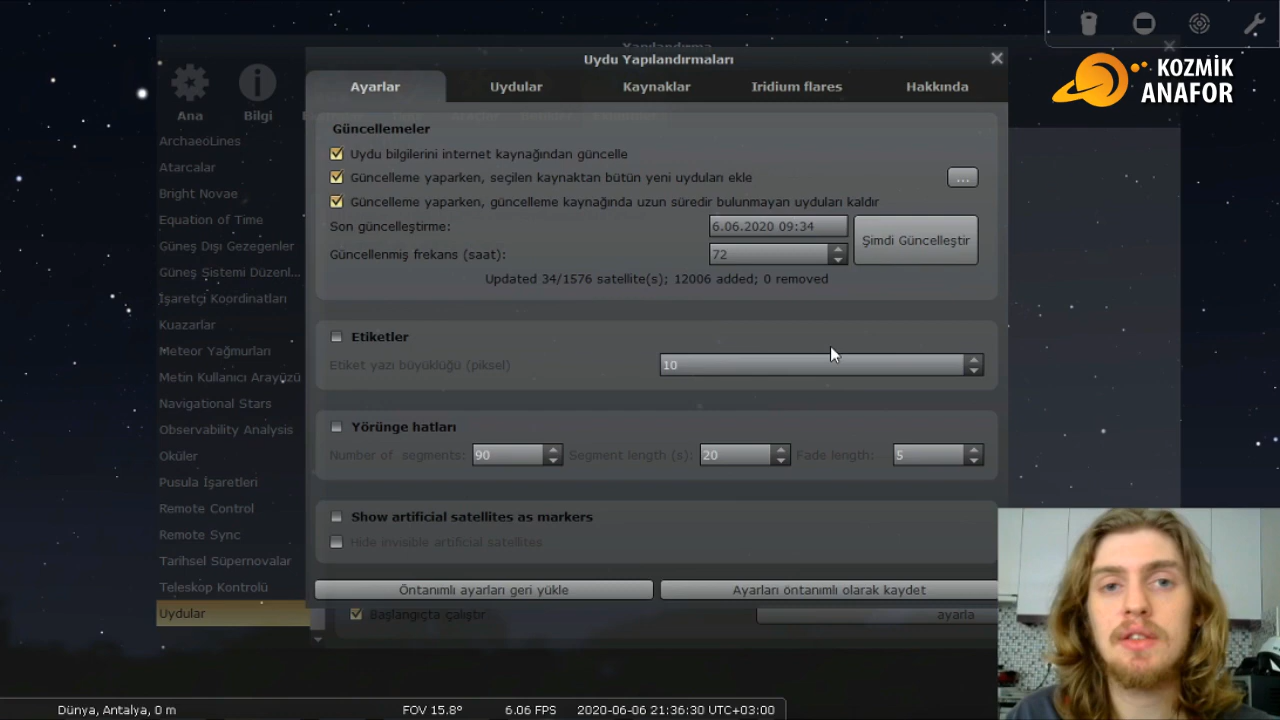 Yapılandırma
Uydu Yapılandırmaları
KOZMİK
ANAFOR
Ana
Bilgi
Ayarlar
Uydular
Kaynaklar
Iridium flares
Hakkında
ArchaeoLines
Atarcalar
Bright Novae
Equation of Time
Güneş Dışı Gezegenler
Güneş Sistemi Düzenl...
İşaretçi Koordinatları
Kuazarlar
Meteor Yağmurları
Metin Kullanıcı Arayüzü
Navigational Stars
Observability Analysis
Oküler
Pusula İşaretleri
Remote Control
Remote Sync
Tarihsel Süpernovalar
Teleskop Kontrolü
Uydular
Güncellemeler
Uydu bilgilerini internet kaynağından güncelle
Güncelleme yaparken, seçilen kaynaktan bütün yeni uyduları ekle
...
Güncelleme yaparken, güncelleme kaynağında uzun süredir bulunmayan uyduları kaldır
Son güncelleştirme: 6.06.2020 09:34
Şimdi Güncelleştir
Güncellenmiş frekans (saat): 72
Updated 34/1576 satellite(s); 12006 added; 0 removed
Etiketler
Etiket yazı büyüklüğü (piksel) 10
Yörünge hatları
Number of segments: 90 Segment length (s): 20 Fade length: 5
Show artificial satellites as markers
Hide invisible artificial satellites
Öntanımlı ayarları geri yükle
Ayarları öntanımlı olarak kaydet
Başlangıçta çalıştır
ayarla
Dünya, Antalya, 0 m
FOV 15.8°
6.06 FPS
2020-06-06 21:36:30 UTC+03:00